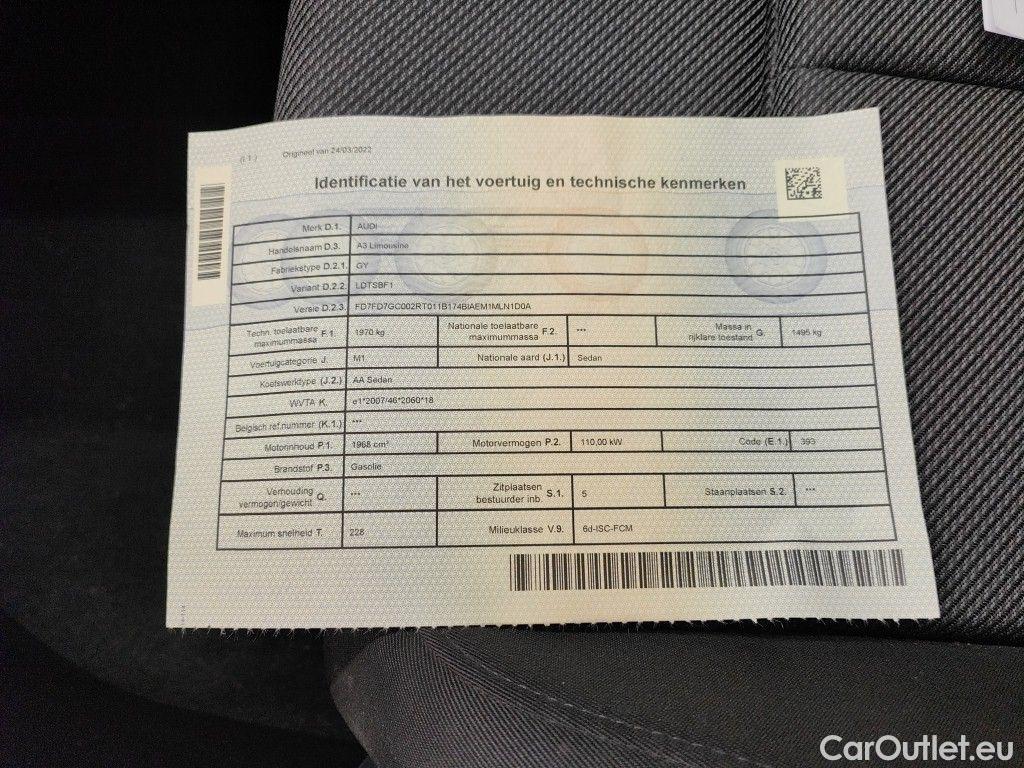 (I.1.) Origineel van 24/03/2022
Identificatie van het voertuig en technische kenmerken
Merk D.1. AUDI
Handelsnaam D.3. A3 Limousine
Fabriekstype D.2.1. GY
Variant D.2.2. LDTSBF1
Versie D.2.3. FD7FD7GC002RT011B174BIAEM1MLN1D0A
Techn. toelaatbare maximummassa F.1. 1970 kg Nationale toelaatbare maximummassa F.2. *** Massa in rijklare toestand G. 1495 kg
Voertuigcategorie J. M1 Nationale aard (J.1.) Sedan
Koetswerktype (J.2.) AA Sedan
WVTA K. e1*2007/46*2060*18
Belgisch ref.nummer (K.1.) ***
Motorinhoud P.1. 1968 cm³ Motorvermogen P.2. 110,00 kW Code (E.1.) 393
Brandstof P.3. Gasolie
Verhouding vermogen/gewicht Q. *** Zitplaatsen bestuurder inb. S.1. 5 Staanplaatsen S.2. ***
Maximum snelheid T. 228 Milieuklasse V.9. 6d-ISC-FCM
CarOutlet.eu